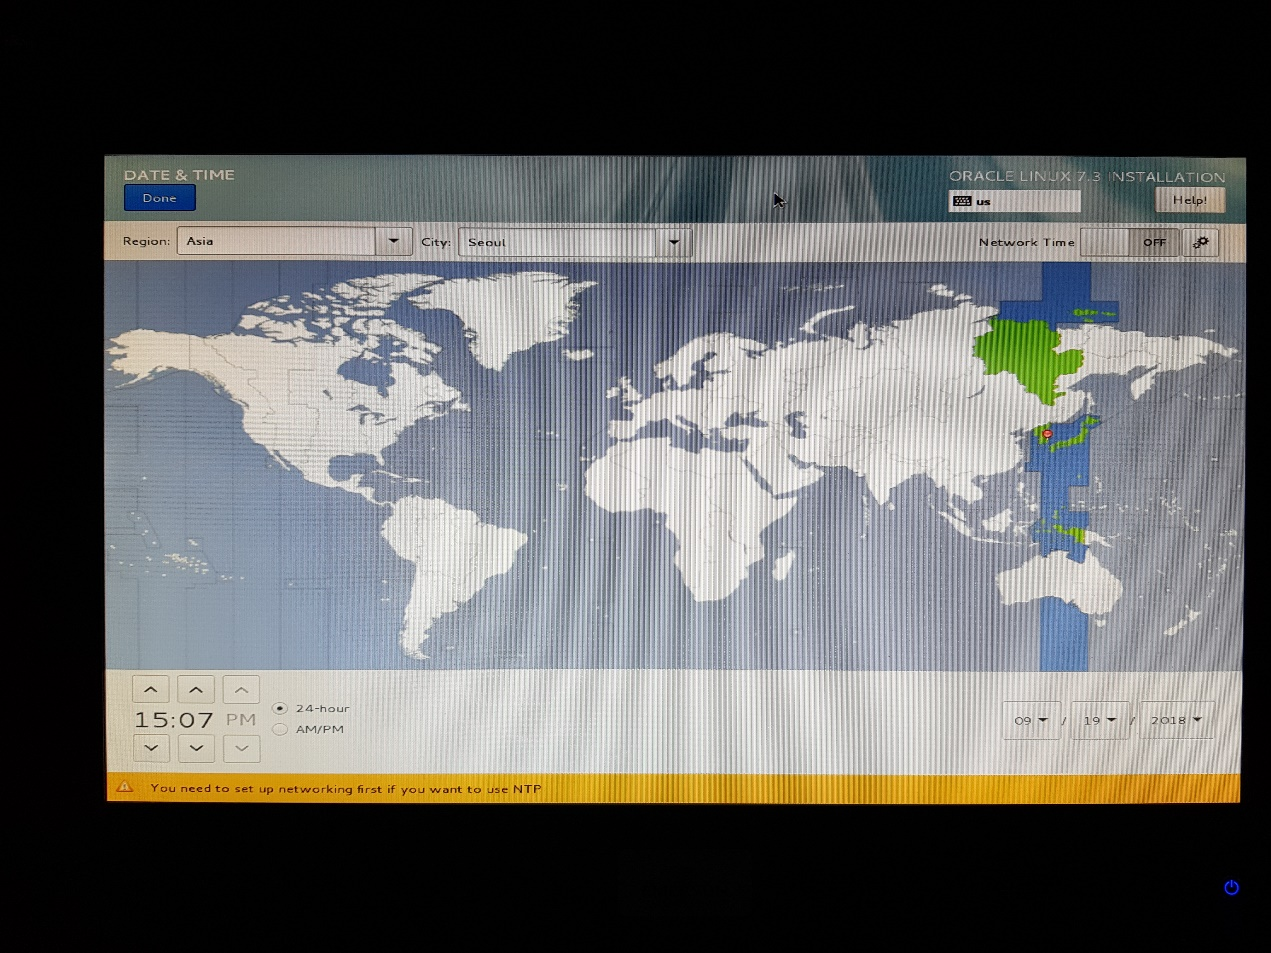 DATE & TIME
ORACLE LINUX 7.3 INSTALLATION
Done
us
Help!
Region: Asia City: Seoul Network Time OFF
15:07 PM
24-hour
AM/PM
09 / 19 / 2018
You need to set up networking first if you want to use NTP